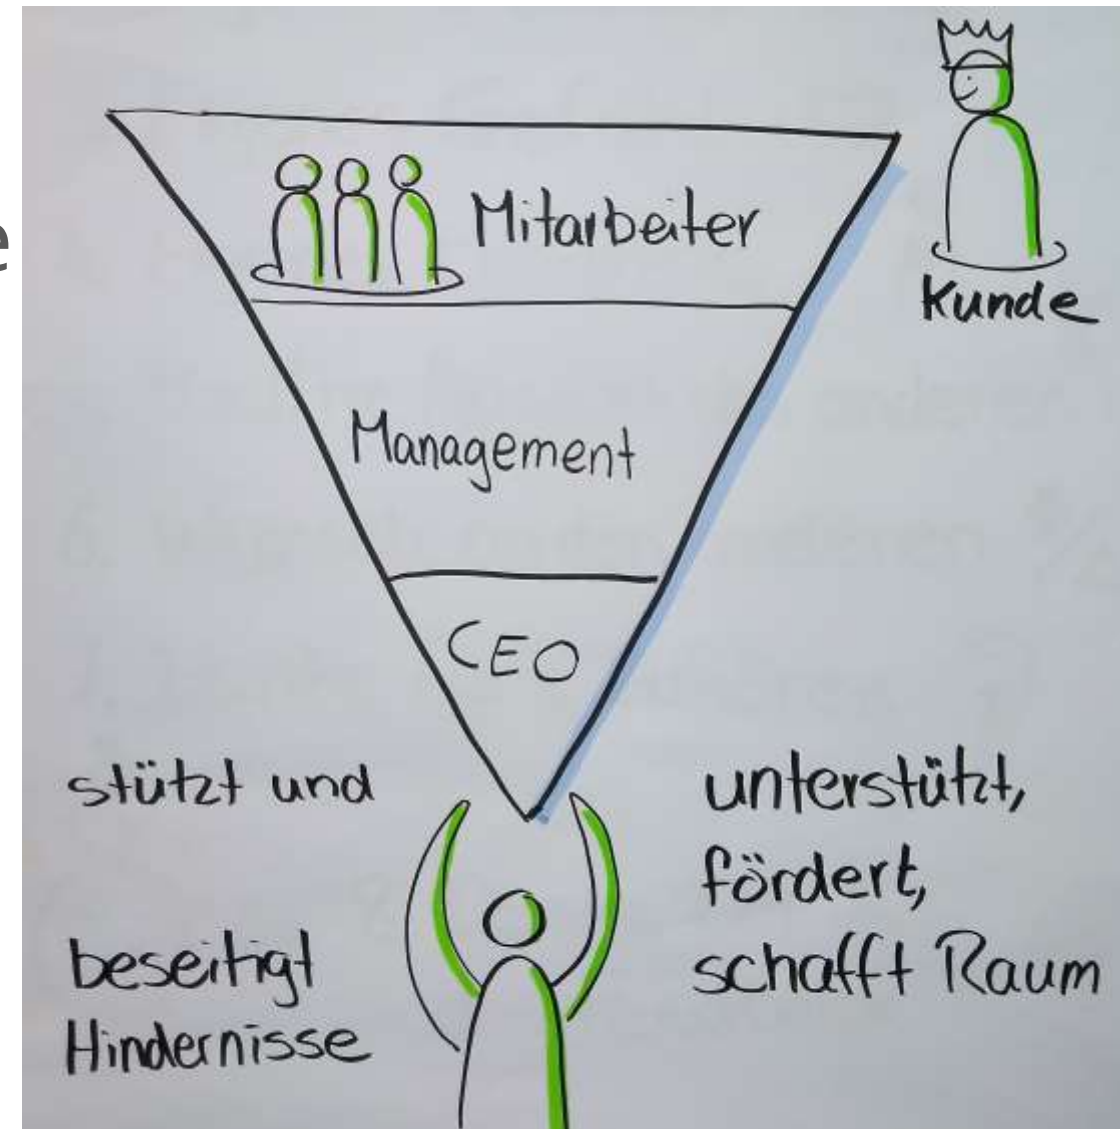 Mitarbeiter
Kunde
Management
CEO
stützt und
beseitigt
Hindernisse
unterstützt,
fördert,
schafft Raum